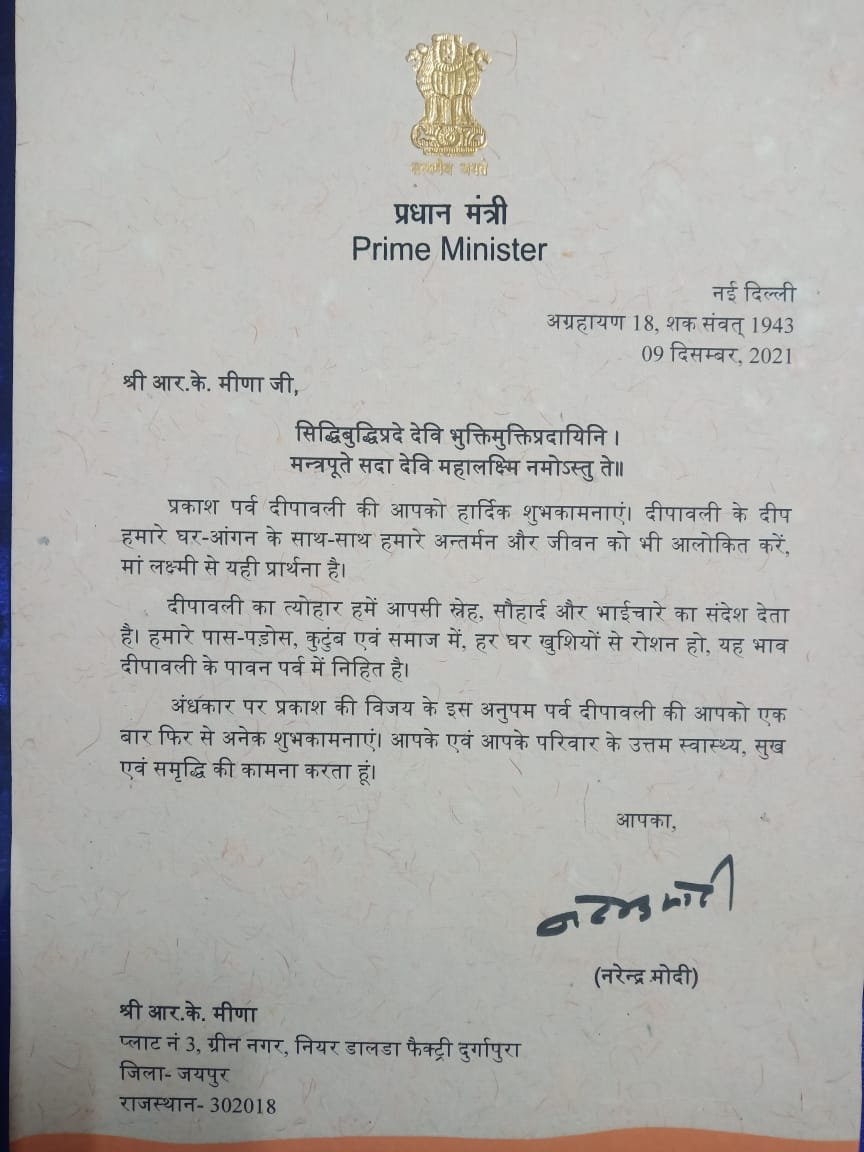 सत्यमेव जयते
प्रधान मंत्री
Prime Minister
नई दिल्ली
अग्रहायण 18, शक संवत् 1943
09 दिसम्बर, 2021
श्री आर.के. मीणा जी,
सिद्धिबुद्धिप्रदे देवि भुक्तिमुक्तिप्रदायिनि ।
मन्त्रपूते सदा देवि महालक्ष्मि नमोऽस्तु ते॥
प्रकाश पर्व दीपावली की आपको हार्दिक शुभकामनाएं। दीपावली के दीप
हमारे घर-आंगन के साथ-साथ हमारे अन्तर्मन और जीवन को भी आलोकित करें,
मां लक्ष्मी से यही प्रार्थना है।
दीपावली का त्योहार हमें आपसी स्नेह, सौहार्द और भाईचारे का संदेश देता
है। हमारे पास-पड़ोस, कुटुंब एवं समाज में, हर घर खुशियों से रोशन हो, यह भाव
दीपावली के पावन पर्व में निहित है।
अंधकार पर प्रकाश की विजय के इस अनुपम पर्व दीपावली की आपको एक
बार फिर से अनेक शुभकामनाएं। आपके एवं आपके परिवार के उत्तम स्वास्थ्य, सुख
एवं समृद्धि की कामना करता हूं।
आपका,
नरेन्द्र मोदी
(नरेन्द्र मोदी)
श्री आर.के. मीणा
प्लाट नं 3, ग्रीन नगर, नियर डालडा फैक्ट्री दुर्गापुरा
जिला- जयपुर
राजस्थान- 302018